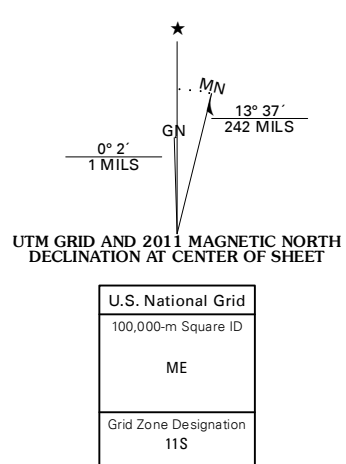 ★
MN
GN
13° 37´
242 MILS
0° 2´
1 MILS
UTM GRID AND 2011 MAGNETIC NORTH
DECLINATION AT CENTER OF SHEET
U.S. National Grid
100,000-m Square ID
ME
Grid Zone Designation
11S